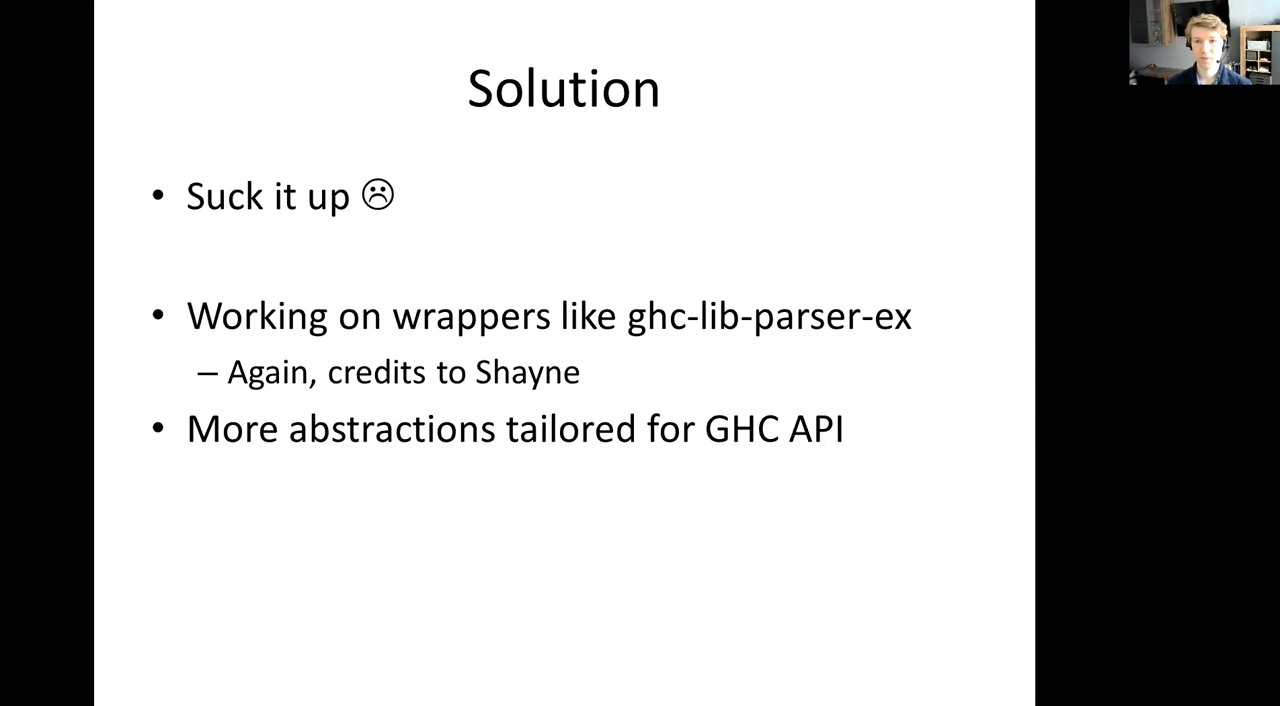 Solution
• Suck it up ☹
• Working on wrappers like ghc-lib-parser-ex
– Again, credits to Shayne
• More abstractions tailored for GHC API